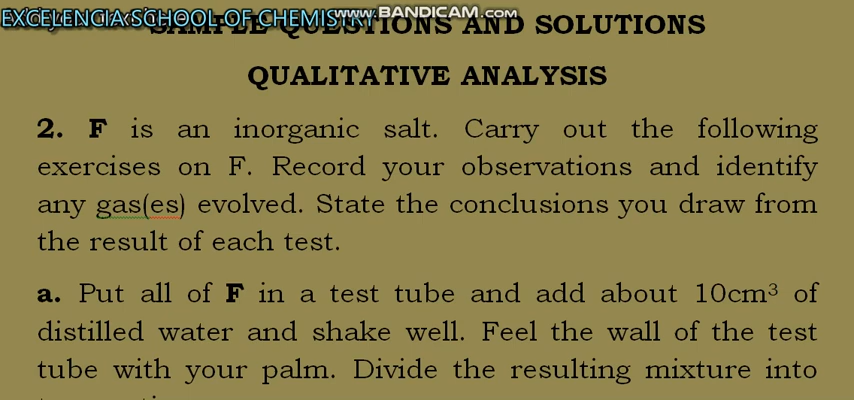 EXCELENCIA SCHOOL OF CHEMISTRY
www.BANDICAM.com
SAMPLE QUESTIONS AND SOLUTIONS
QUALITATIVE ANALYSIS
2. F is an inorganic salt. Carry out the following
exercises on F. Record your observations and identify
any gas(es) evolved. State the conclusions you draw from
the result of each test.
a. Put all of F in a test tube and add about 10cm³ of
distilled water and shake well. Feel the wall of the test
tube with your palm. Divide the resulting mixture into